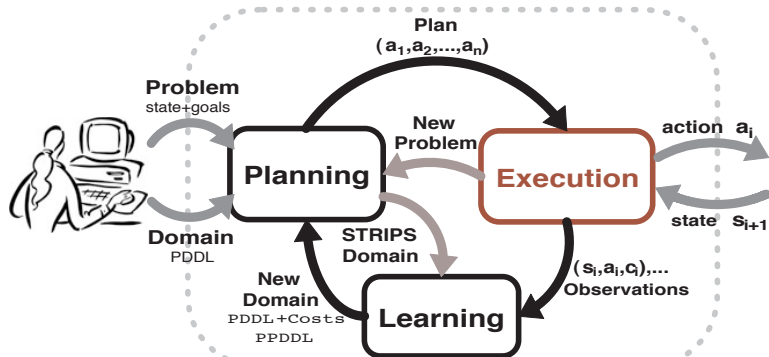 Plan
(a1,a2,...,an)
Problem
state+goals
New
Problem
action ai
Planning
Execution
state si+1
Domain
PDDL
STRIPS
Domain
(si,ai,ci),...
Observations
New
Domain
PDDL+Costs
PPDDL
Learning